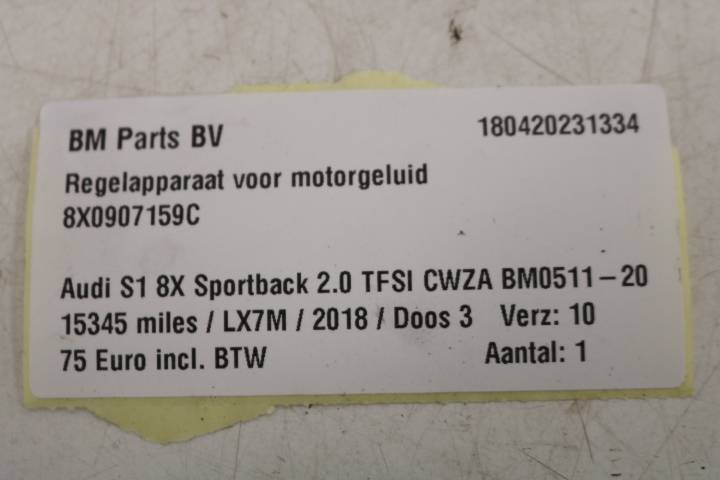 BM Parts BV 180420231334
Regelapparaat voor motorgeluid
8X0907159C
Audi S1 8X Sportback 2.0 TFSI CWZA BM0511-20
15345 miles / LX7M / 2018 / Doos 3 Verz: 10
75 Euro incl. BTW Aantal: 1